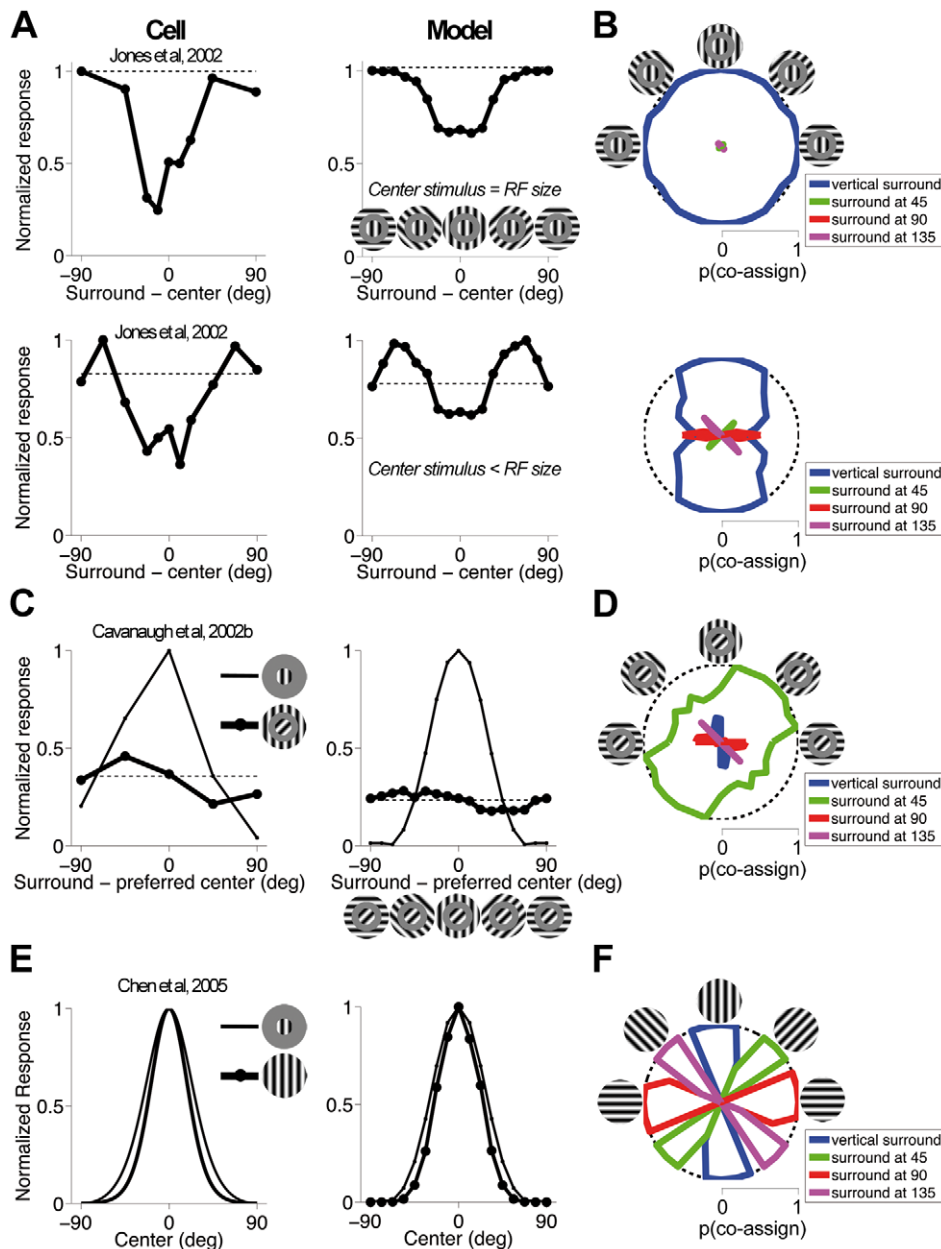 A
Cell
Model
B
Jones et al, 2002
Normalized response
1
0.5
0
−90
0
90
Surround − center (deg)
1
0.5
0
Center stimulus = RF size
−90
0
90
Surround − center (deg)
vertical surround
surround at 45
surround at 90
surround at 135
0
1
p(co-assign)
Jones et al, 2002
Normalized response
1
0.5
0
−90
0
90
Surround − center (deg)
1
0.5
0
Center stimulus < RF size
−90
0
90
Surround − center (deg)
vertical surround
surround at 45
surround at 90
surround at 135
0
1
p(co-assign)
C
D
Cavanaugh et al, 2002b
Normalized response
1
0.5
0
−90
0
90
Surround − preferred center (deg)
1
0.5
0
−90
0
90
Surround − preferred center (deg)
vertical surround
surround at 45
surround at 90
surround at 135
0
1
p(co-assign)
E
F
Chen et al, 2005
Normalized Response
1
0.5
0
−90
0
90
Center (deg)
1
0.5
0
−90
0
90
Center (deg)
vertical surround
surround at 45
surround at 90
surround at 135
0
1
p(co-assign)